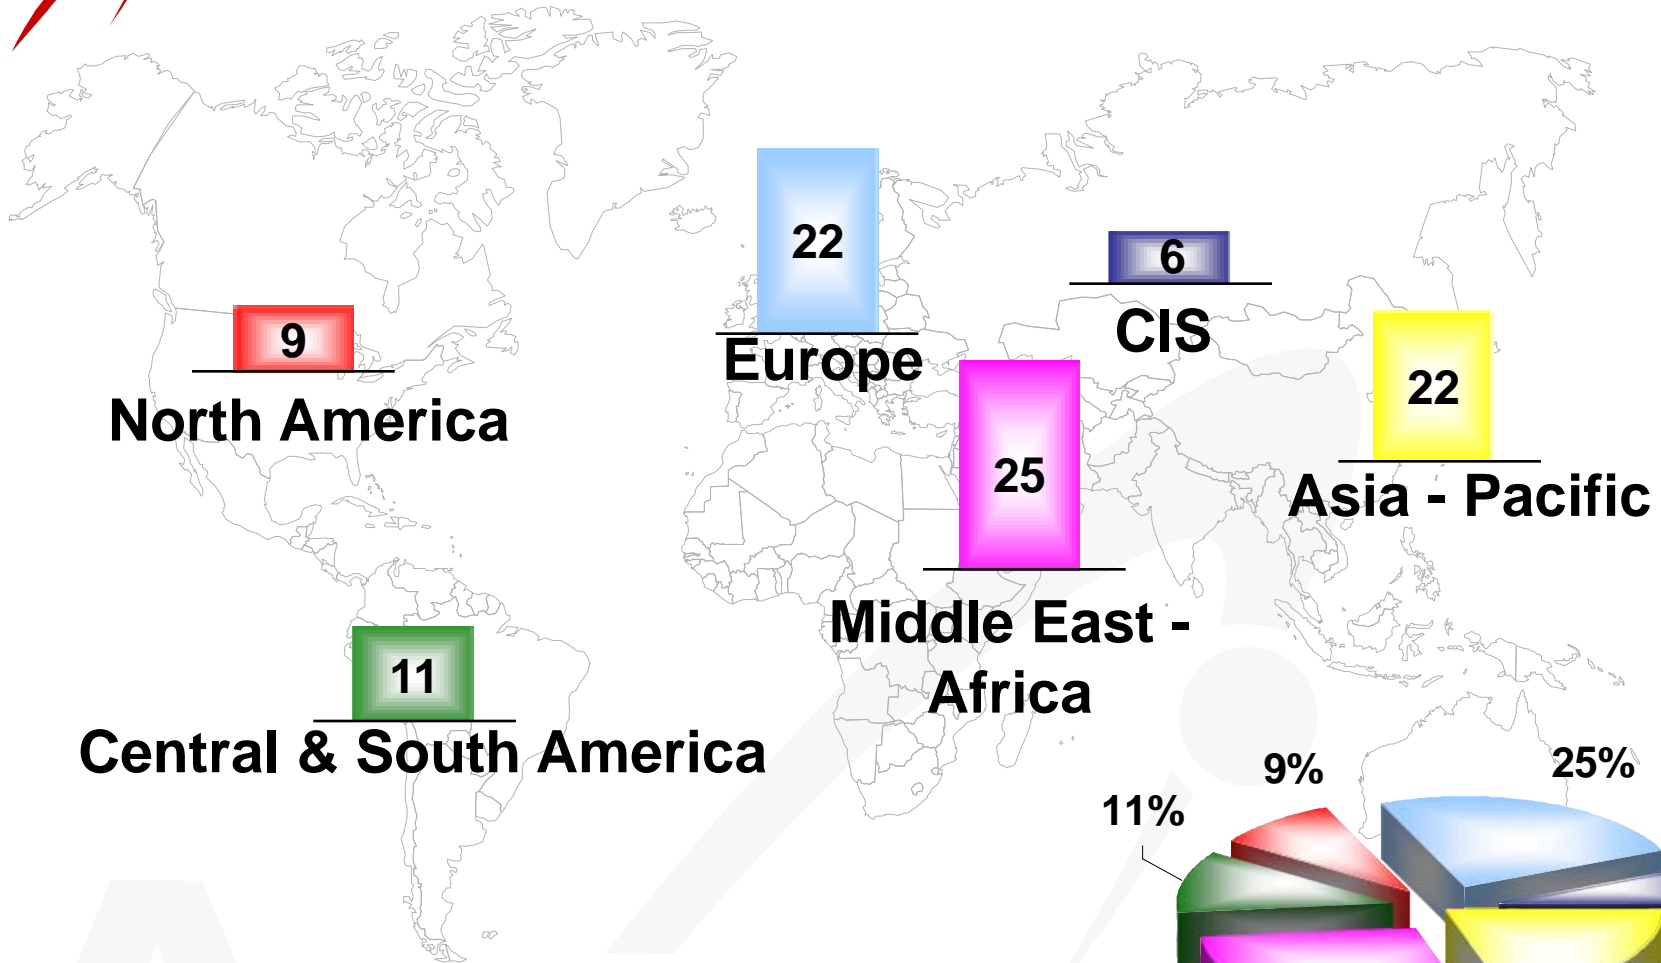 22
6
CIS
9
Europe
22
North America
25
Asia - Pacific
Middle East -
Africa
11
Central & South America
9%
25%
11%